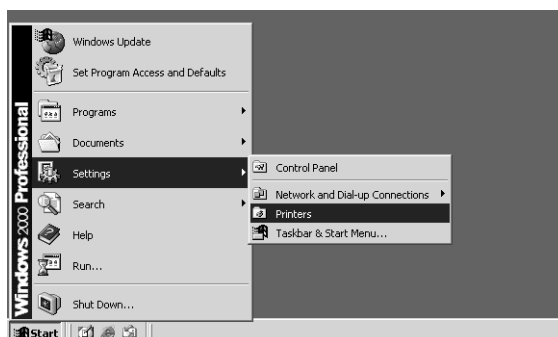 Windows 2000 Professional
Windows Update
Set Program Access and Defaults
Programs
Documents
Settings
Search
Help
Run...
Shut Down...
Control Panel
Network and Dial-up Connections
Printers
Taskbar & Start Menu...
Start